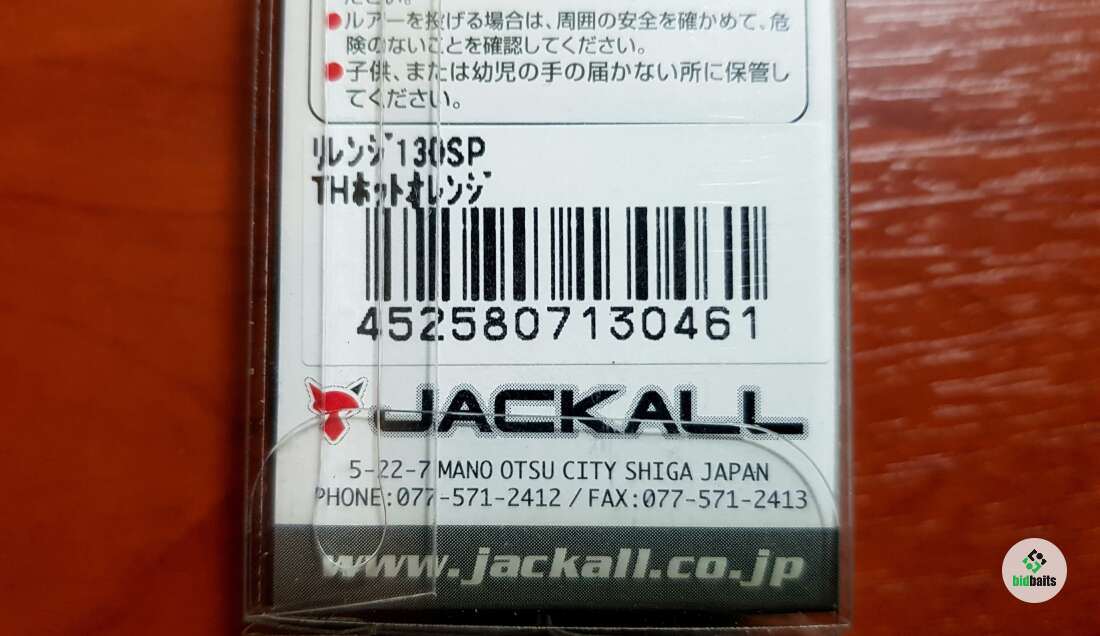 ださい。
●ルアーを投げる場合は、周囲の安全を確かめて、危
険のないことを確認してください。
●子供、または幼児の手の届かない所に保管し
てください。
リレンジ130SP
THホットオレンジ
4525807130461
JACKALL
5-22-7 MANO OTSU CITY SHIGA JAPAN
PHONE:077-571-2412 / FAX:077-571-2413
www.jackall.co.jp
bidbaits